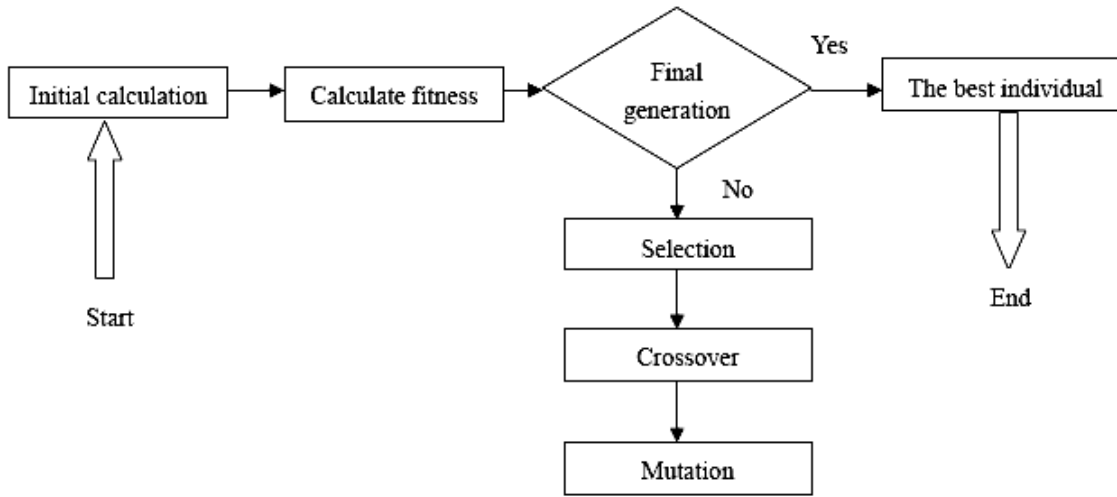 Initial calculation
Calculate fitness
Final
generation
Yes
The best individual
No
Selection
Start
End
Crossover
Mutation